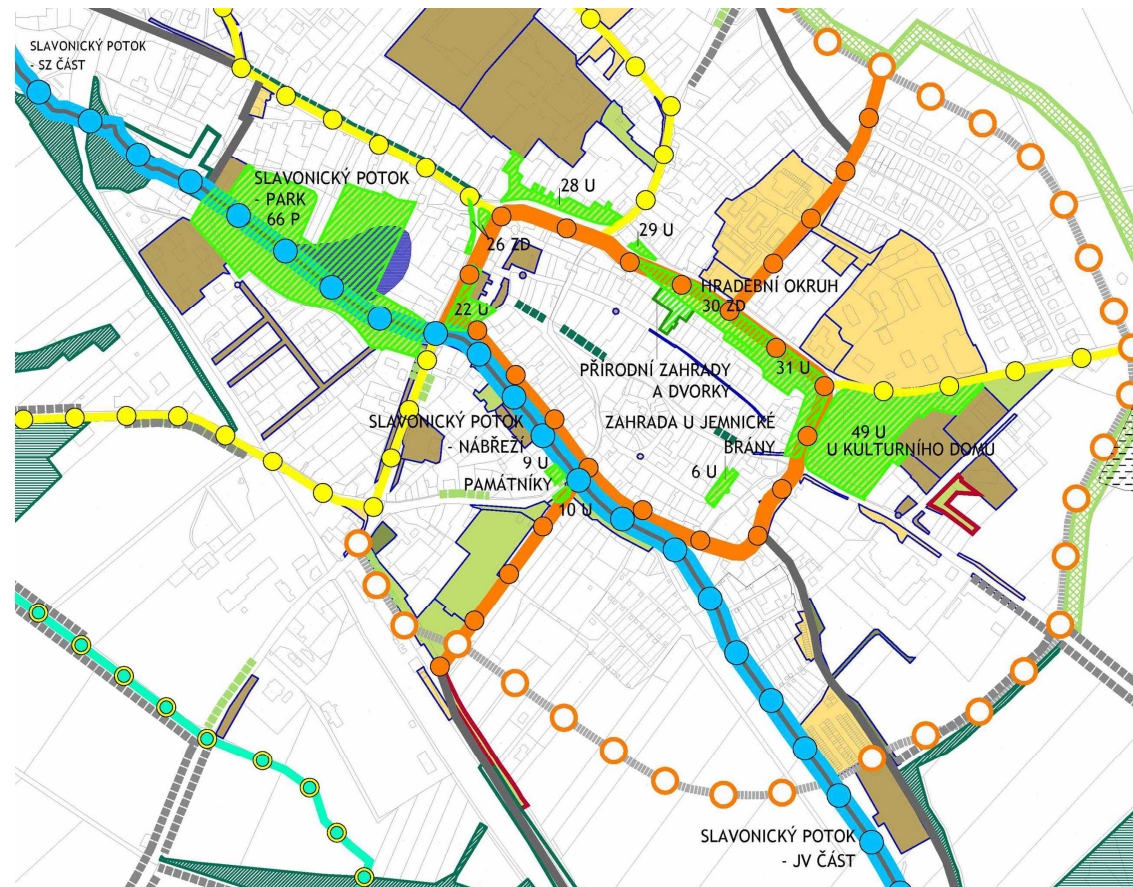 SLAVONICKÝ POTOK
- SZ ČÁST
SLAVONICKÝ POTOK
- PARK
66 P
28 U
29 U
26 ZD
HRADEBNÍ OKRUH
30 ZD
22 U
31 U
PŘÍRODNÍ ZAHRADY
A DVORKY
SLAVONICKÝ POTOK
- NÁBŘEŽÍ
ZAHRADA U JEMNICKÉ
BRÁNY
49 U
U KULTURNÍHO DOMU
9 U
PAMÁTNÍKY
6 U
10 U
SLAVONICKÝ POTOK
- JV ČÁST